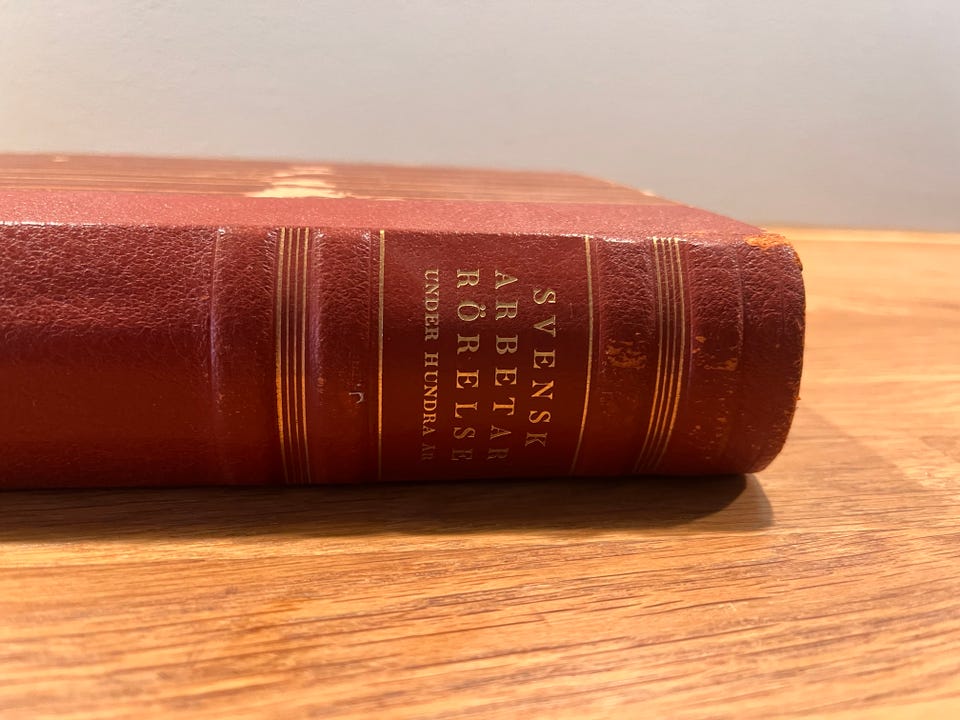 SVENSK
ARBETAR
RÖRELSE
UNDER HUNDRA ÅR